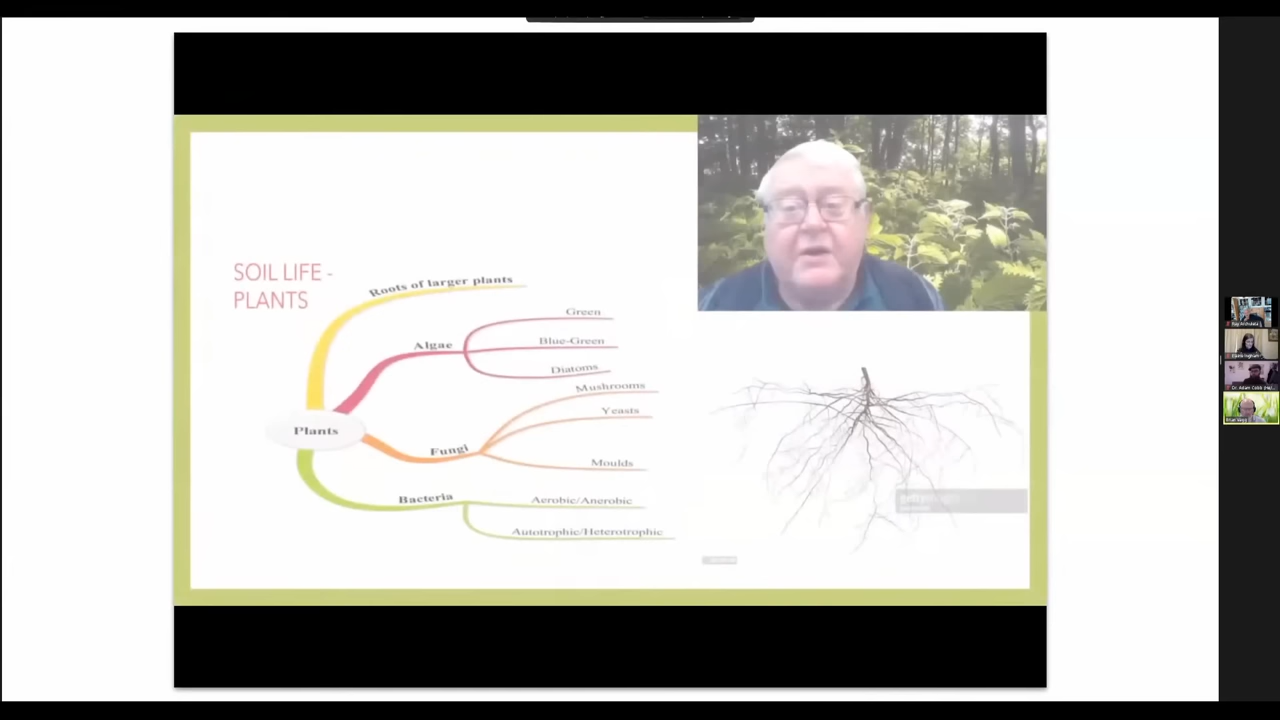 SOIL LIFE -
PLANTS
Plants
Roots of larger plants
Algae
Green
Blue-Green
Diatoms
Fungi
Mushrooms
Yeasts
Moulds
Bacteria
Aerobic/Anerobic
Autotrophic/Heterotrophic